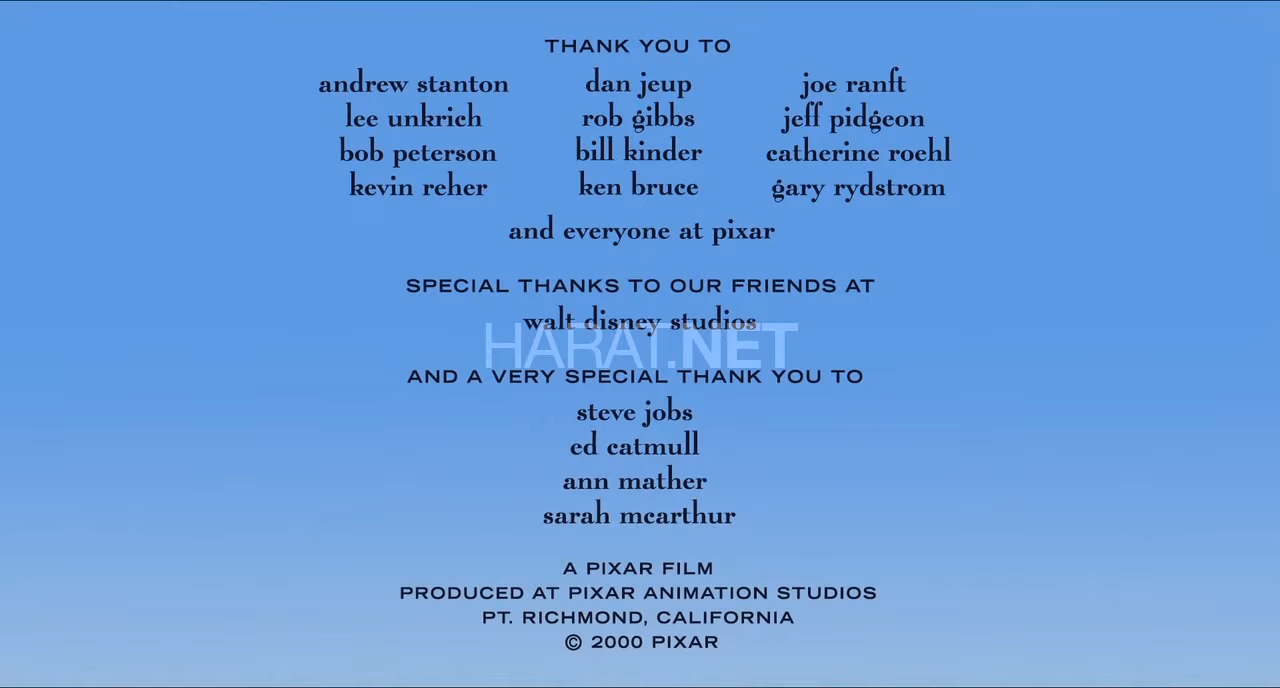 THANK YOU TO
andrew stanton dan jeup joe ranft
lee unkrich rob gibbs jeff pidgeon
bob peterson bill kinder catherine roehl
kevin reher ken bruce gary rydstrom
and everyone at pixar
SPECIAL THANKS TO OUR FRIENDS AT
walt disney studios
HARAT.NET
AND A VERY SPECIAL THANK YOU TO
steve jobs
ed catmull
ann mather
sarah mcarthur
A PIXAR FILM
PRODUCED AT PIXAR ANIMATION STUDIOS
PT. RICHMOND, CALIFORNIA
© 2000 PIXAR